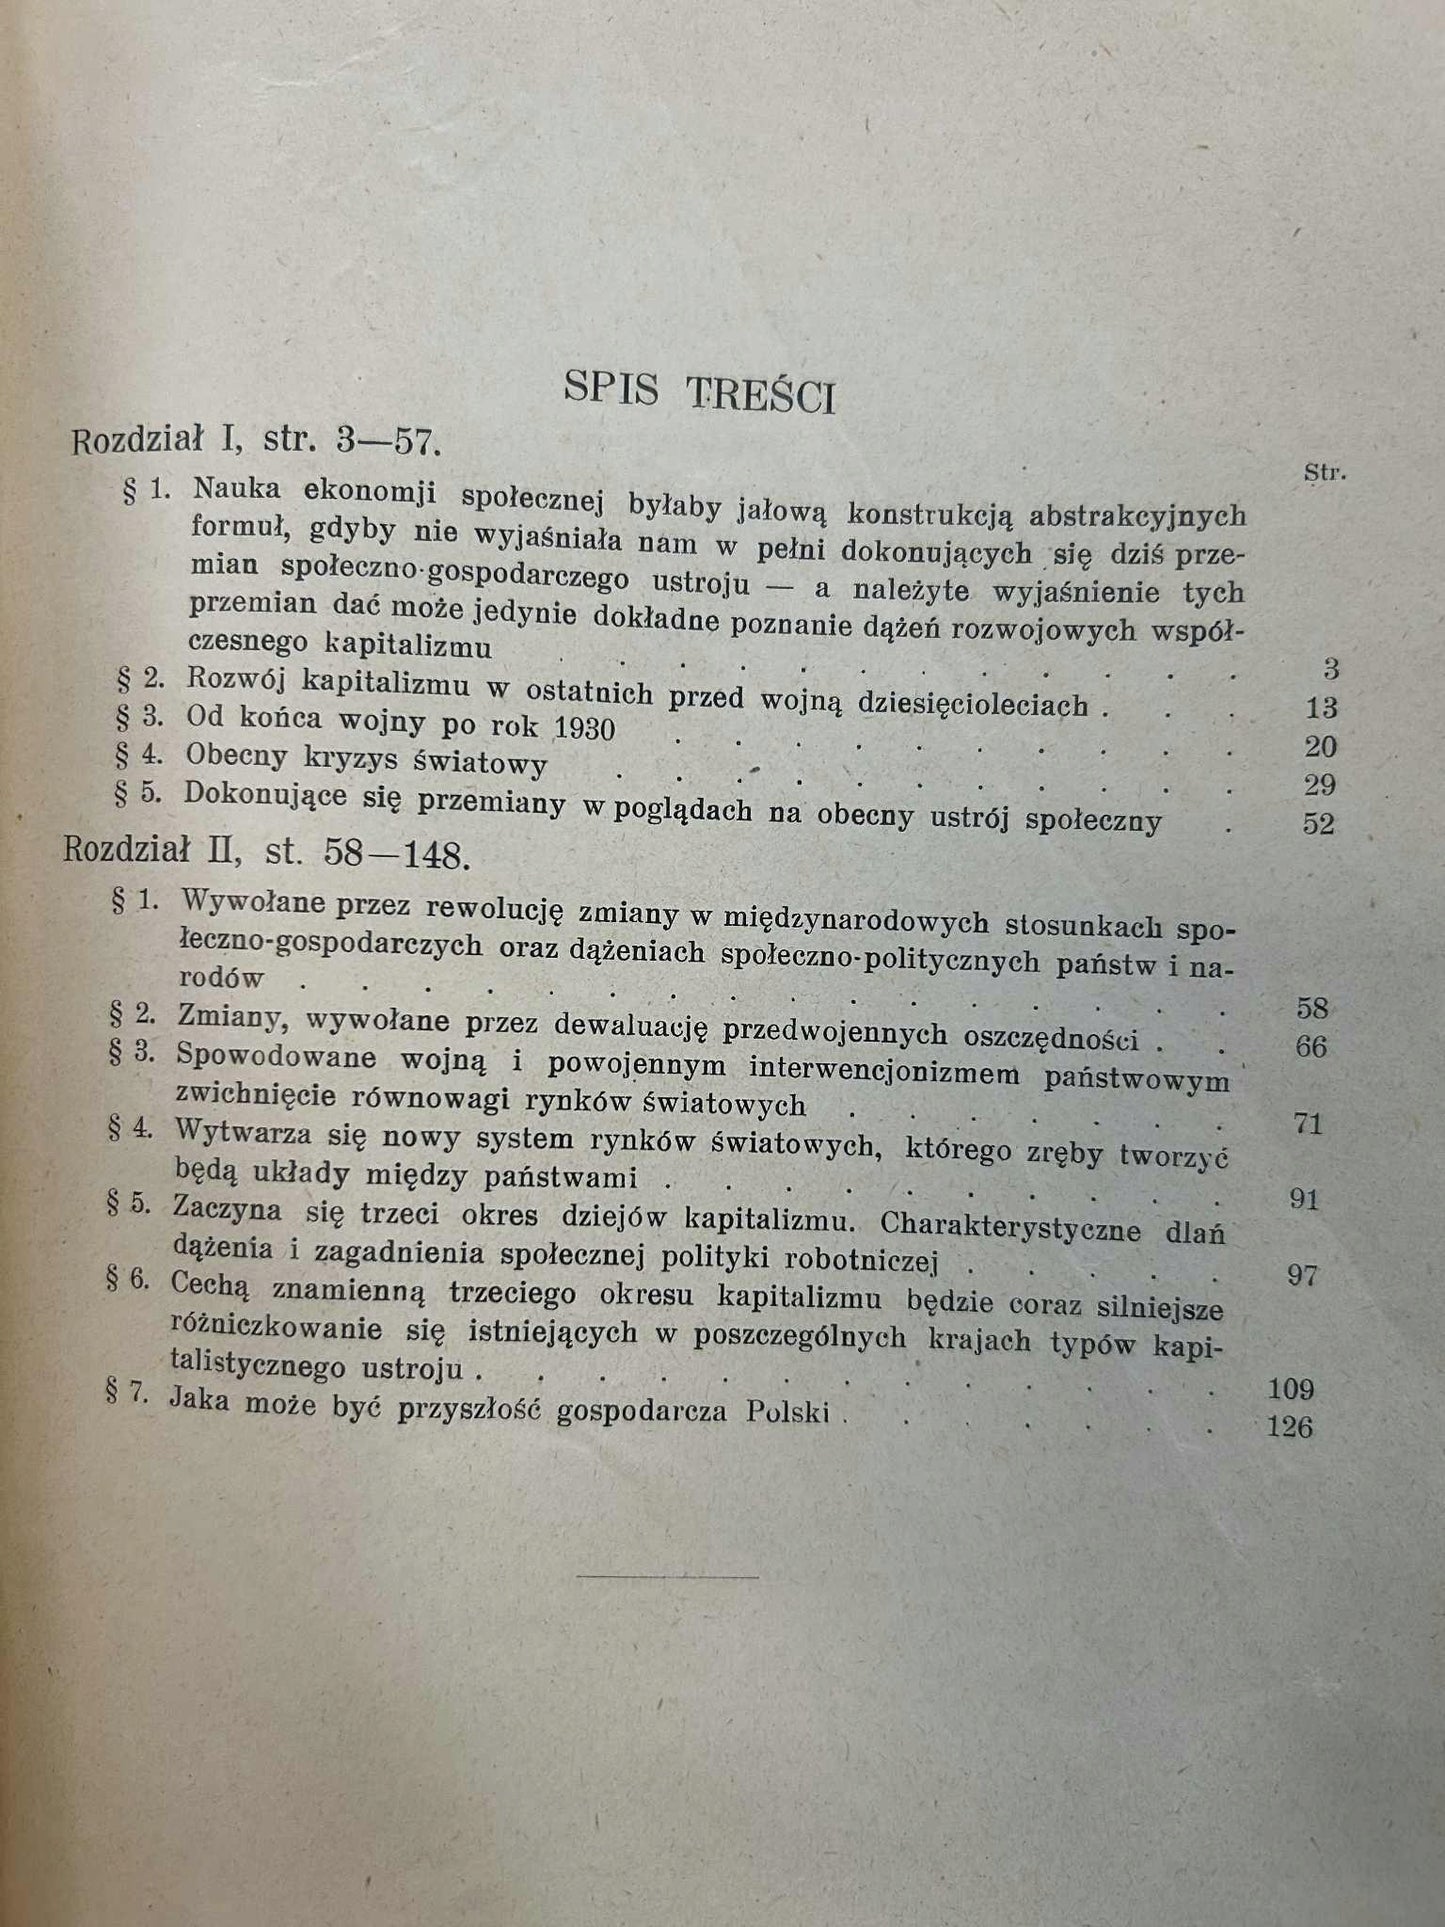 SPIS TREŚCI
Rozdział I, str. 3—57.
Str.
§ 1. Nauka ekonomji społecznej byłaby jałową konstrukcją abstrakcyjnych
formuł, gdyby nie wyjaśniała nam w pełni dokonujących się dziś prze-
mian społeczno-gospodarczego ustroju — a należyte wyjaśnienie tych
przemian dać może jedynie dokładne poznanie dążeń rozwojowych współ-
czesnego kapitalizmu . . . . . . . . . . . 3
§ 2. Rozwój kapitalizmu w ostatnich przed wojną dziesięcioleciach . . . 13
§ 3. Od końca wojny po rok 1930 . . . . . . . . . . 20
§ 4. Obecny kryzys światowy . . . . . . . . . . . 29
§ 5. Dokonujące się przemiany w poglądach na obecny ustrój społeczny . 52
Rozdział II, st. 58—148.
§ 1. Wywołane przez rewolucję zmiany w międzynarodowych stosunkach spo-
łeczno-gospodarczych oraz dążeniach społeczno-politycznych państw i na-
rodów . . . . . . . . . . . . . . . . 58
§ 2. Zmiany, wywołane przez dewaluację przedwojennych oszczędności . . 66
§ 3. Spowodowane wojną i powojennym interwencjonizmem państwowym
zwichnięcie równowagi rynków światowych . . . . . . . 71
§ 4. Wytwarza się nowy system rynków światowych, którego zręby tworzyć
będą układy między państwami . . . . . . . . . . 91
§ 5. Zaczyna się trzeci okres dziejów kapitalizmu. Charakterystyczne dlań
dążenia i zagadnienia społecznej polityki robotniczej . . . . . 97
§ 6. Cechą znamienną trzeciego okresu kapitalizmu będzie coraz silniejsze
różniczkowanie się istniejących w poszczególnych krajach typów kapi-
talistycznego ustroju . . . . . . . . . . . . . 109
§ 7. Jaka może być przyszłość gospodarcza Polski . . . . . . . 126